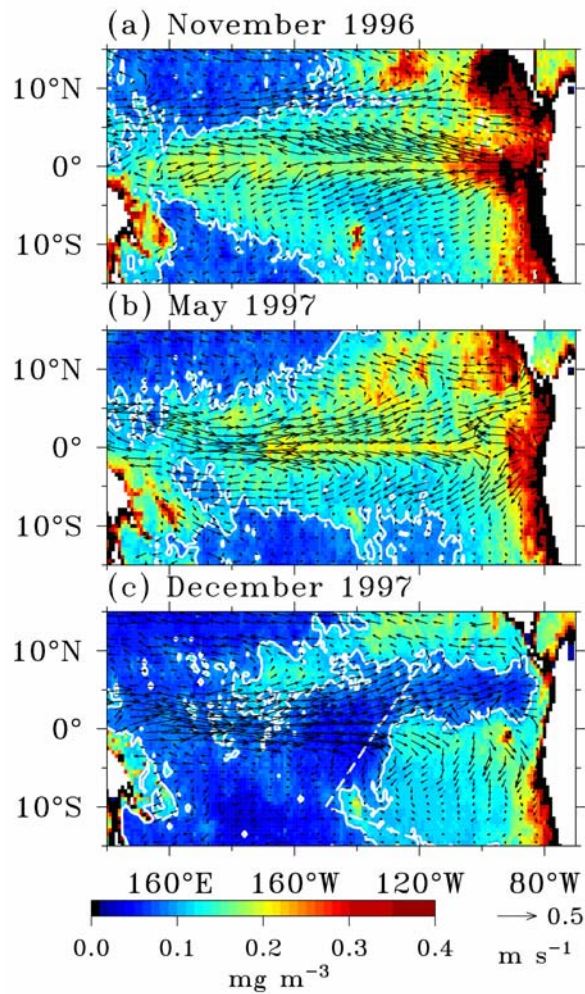 (a) November 1996
10°N
0°
10°S
(b) May 1997
10°N
0°
10°S
(c) December 1997
10°N
0°
10°S
160°E 160°W 120°W 80°W
0.0 0.1 0.2 0.3 0.4
mg m⁻³
0.5
m s⁻¹